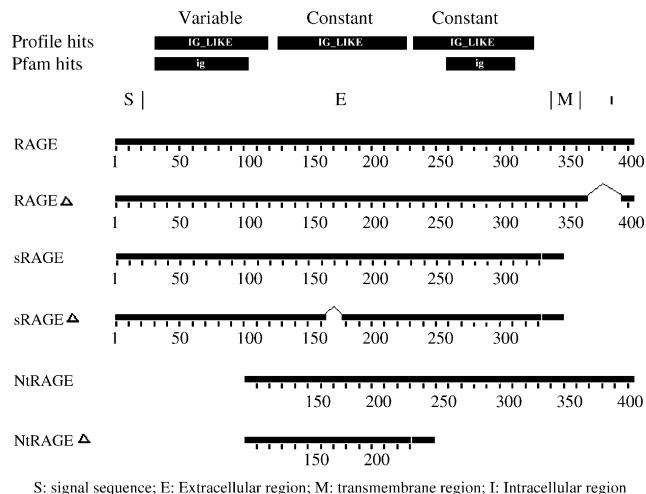 Variable Constant Constant
Profile hits IG_LIKE IG_LIKE IG_LIKE
Pfam hits ig ig
S | E | M | I
RAGE
1 50 100 150 200 250 300 350 400
RAGE Δ
1 50 100 150 200 250 300 350 400
sRAGE
1 50 100 150 200 250 300
sRAGE Δ
1 50 100 150 200 250 300
NtRAGE
150 200 250 300 350 400
NtRAGE Δ
150 200
S: signal sequence; E: Extracellular region; M: transmembrane region; I: Intracellular region